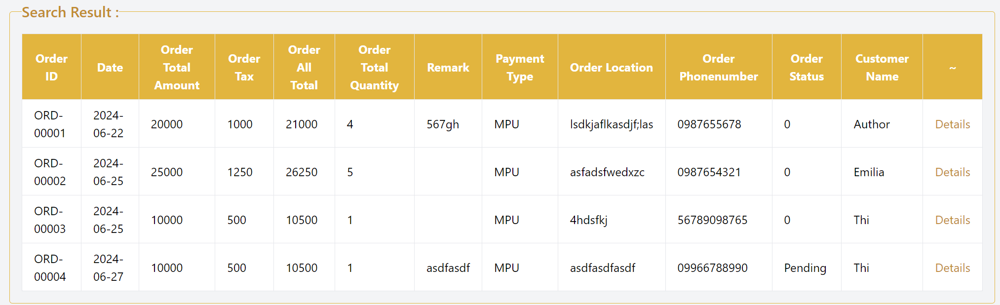 Search Result :
Order ID Date Order Total Amount Order Tax Order All Total Order Total Quantity Remark Payment Type Order Location Order Phonenumber Order Status Customer Name ~
ORD-00001 2024-06-22 20000 1000 21000 4 567gh MPU lsdkjaflkasdjf;las 0987655678 0 Author Details
ORD-00002 2024-06-25 25000 1250 26250 5 MPU asfadsfwedxzc 0987654321 0 Emilia Details
ORD-00003 2024-06-25 10000 500 10500 1 MPU 4hdsfkj 56789098765 0 Thi Details
ORD-00004 2024-06-27 10000 500 10500 1 asdfasdf MPU asdfasdfasdf 09966788990 Pending Thi Details